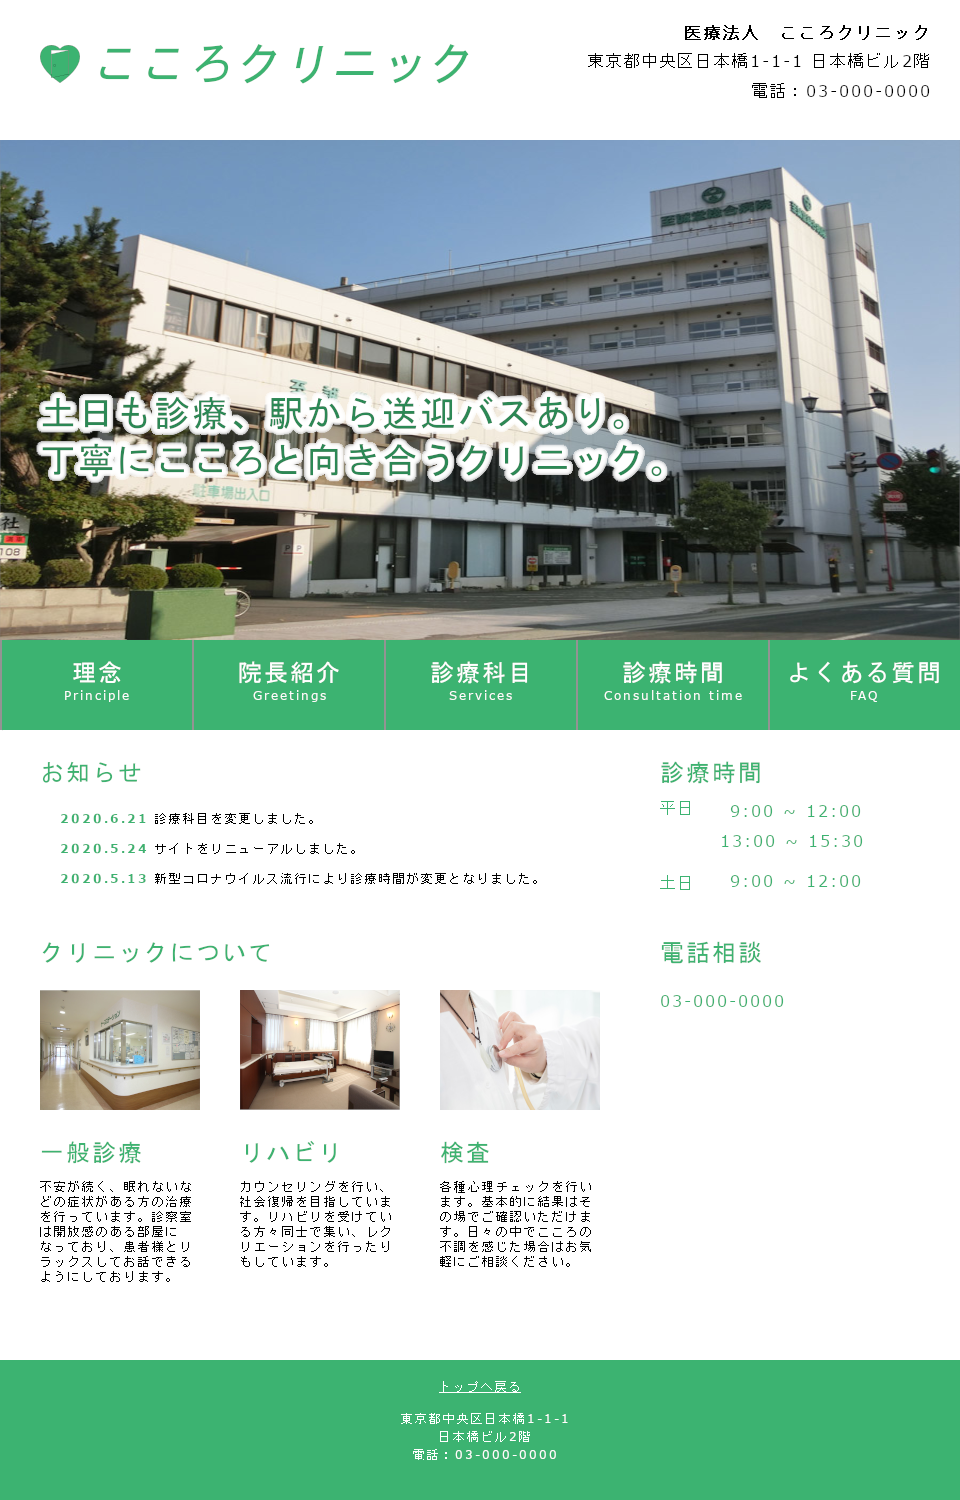 こころクリニック
医療法人　こころクリニック
東京都中央区日本橋1-1-1 日本橋ビル2階
電話：03-000-0000
土日も診療、駅から送迎バスあり。
丁寧にこころと向き合うクリニック。
駐車場出入口
社
108
P P
理念
Principle
院長紹介
Greetings
診療科目
Services
診療時間
Consultation time
よくある質問
FAQ
お知らせ
2020.6.21 診療科目を変更しました。
2020.5.24 サイトをリニューアルしました。
2020.5.13 新型コロナウイルス流行により診療時間が変更となりました。
診療時間
平日 9:00 ~ 12:00
13:00 ~ 15:30
土日 9:00 ~ 12:00
クリニックについて
電話相談
03-000-0000
一般診療
不安が続く、眠れないな
どの症状がある方の治療
を行っています。診察室
は開放感のある部屋に
なっており、患者様とリ
ラックスしてお話できる
ようにしております。
リハビリ
カウンセリングを行い、
社会復帰を目指していま
す。リハビリを受けてい
る方々同士で集い、レク
リエーションを行ったり
もしています。
検査
各種心理チェックを行い
ます。基本的に結果はそ
の場でご確認いただけま
す。日々の中でこころの
不調を感じた場合はお気
軽にご相談ください。
トップへ戻る
東京都中央区日本橋1-1-1
日本橋ビル2階
電話：03-000-0000